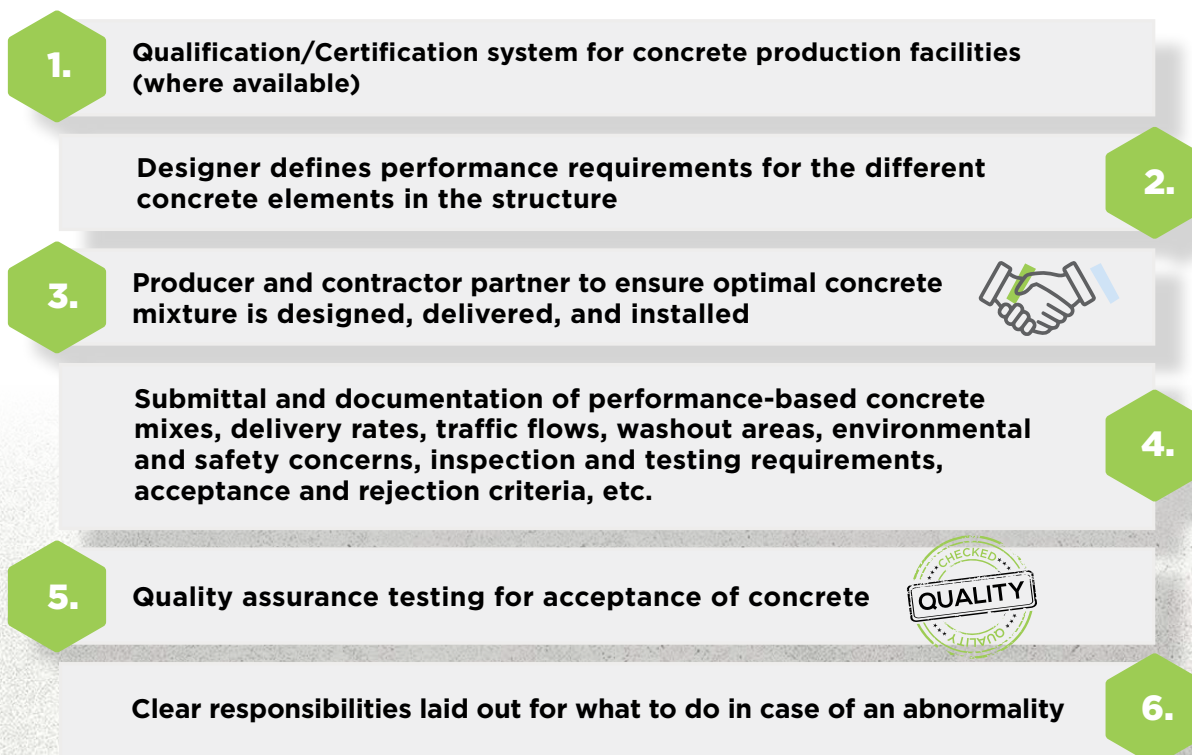 1.
Qualification/Certification system for concrete production facilities
(where available)
Designer defines performance requirements for the different
concrete elements in the structure
2.
3.
Producer and contractor partner to ensure optimal concrete
mixture is designed, delivered, and installed
Submittal and documentation of performance-based concrete
mixes, delivery rates, traffic flows, washout areas, environmental
and safety concerns, inspection and testing requirements,
acceptance and rejection criteria, etc.
4.
5.
Quality assurance testing for acceptance of concrete
CHECKED
QUALITY
QUALITY
Clear responsibilities laid out for what to do in case of an abnormality
6.